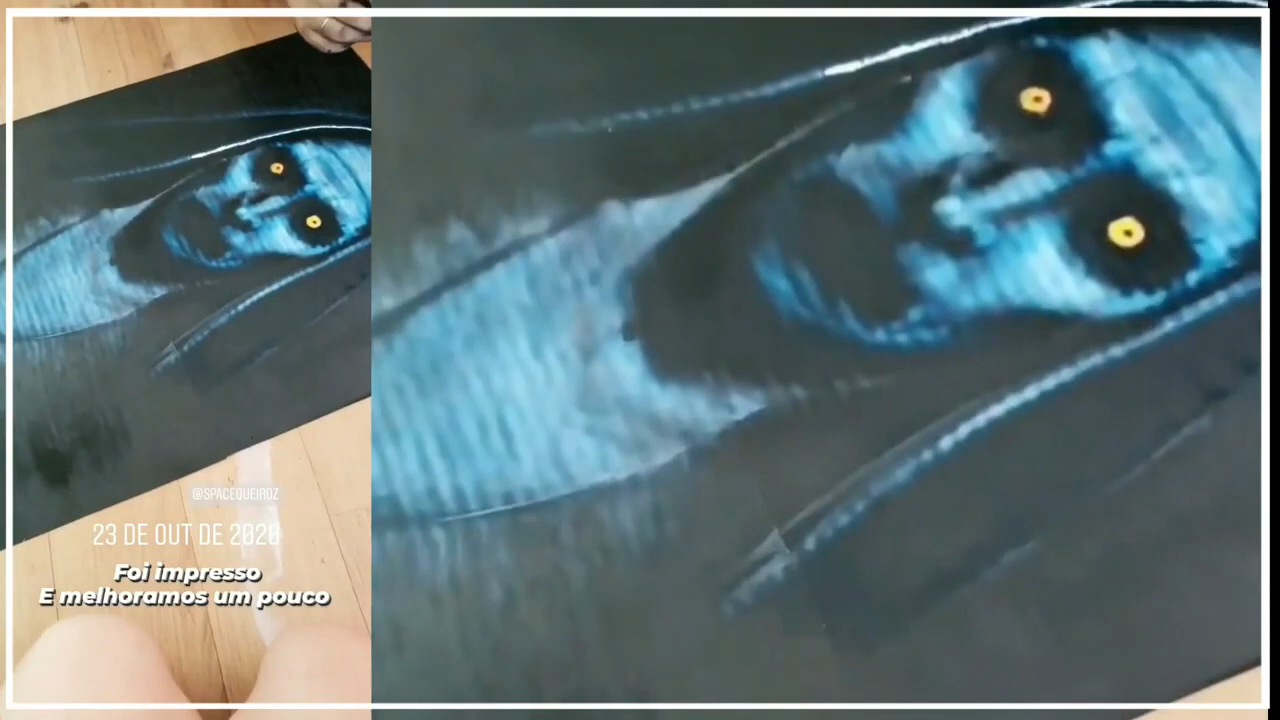 @SPACEQUEIROZ
23 DE OUT DE 2020
Foi impresso
E melhoramos um pouco